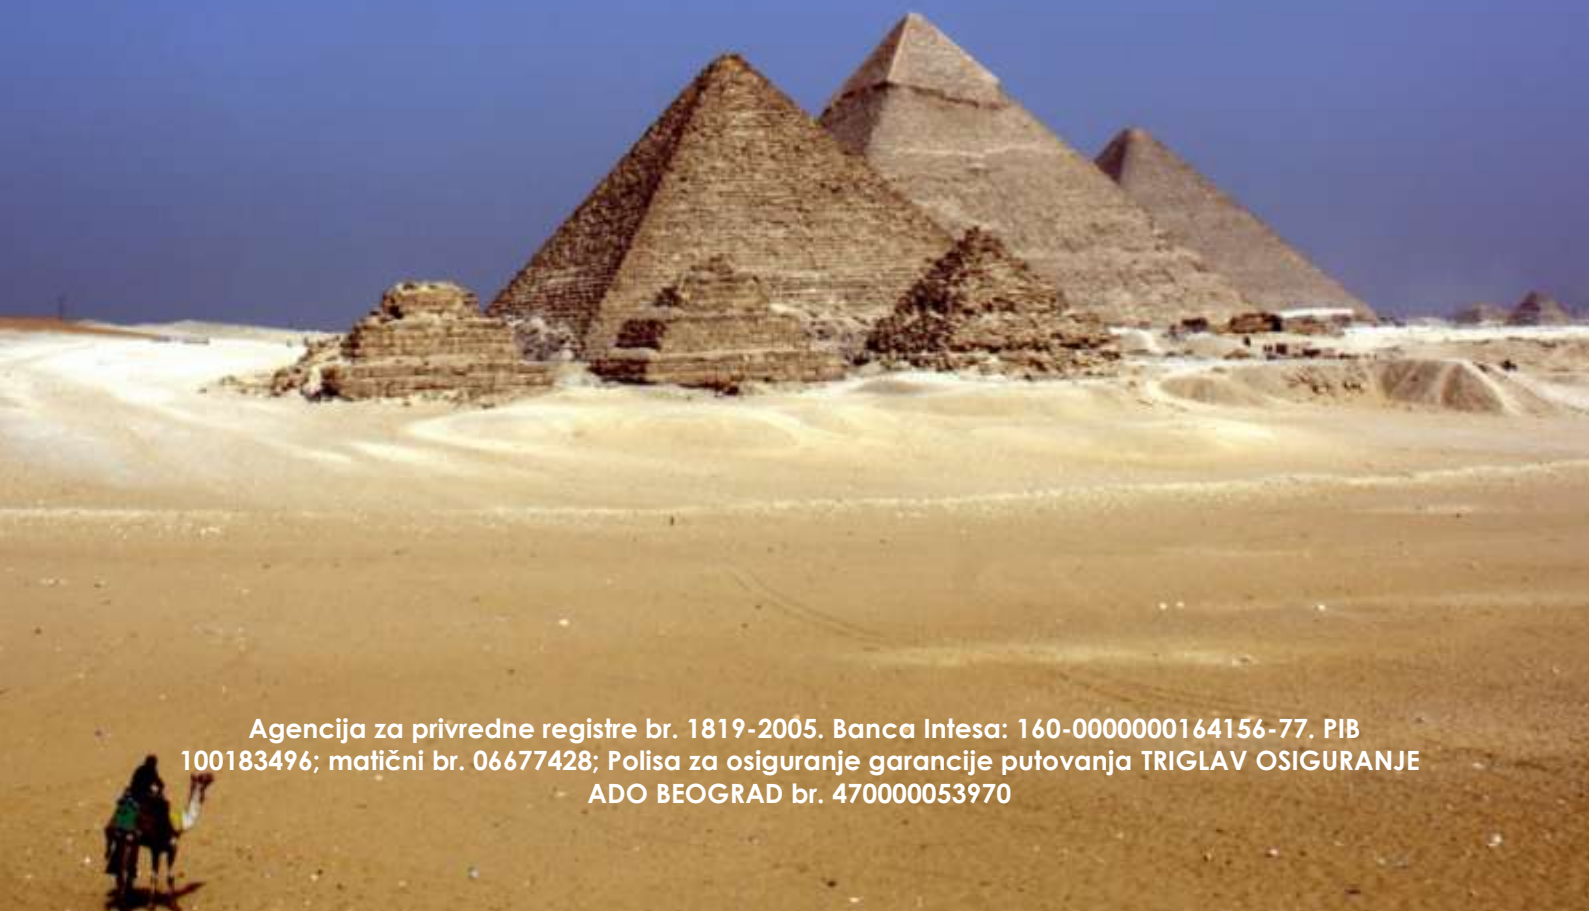 Agencija za privredne registre br. 1819-2005. Banca Intesa: 160-0000000164156-77. PIB
100183496; matični br. 06677428; Polisa za osiguranje garancije putovanja TRIGLAV OSIGURANJE
ADO BEOGRAD br. 470000053970